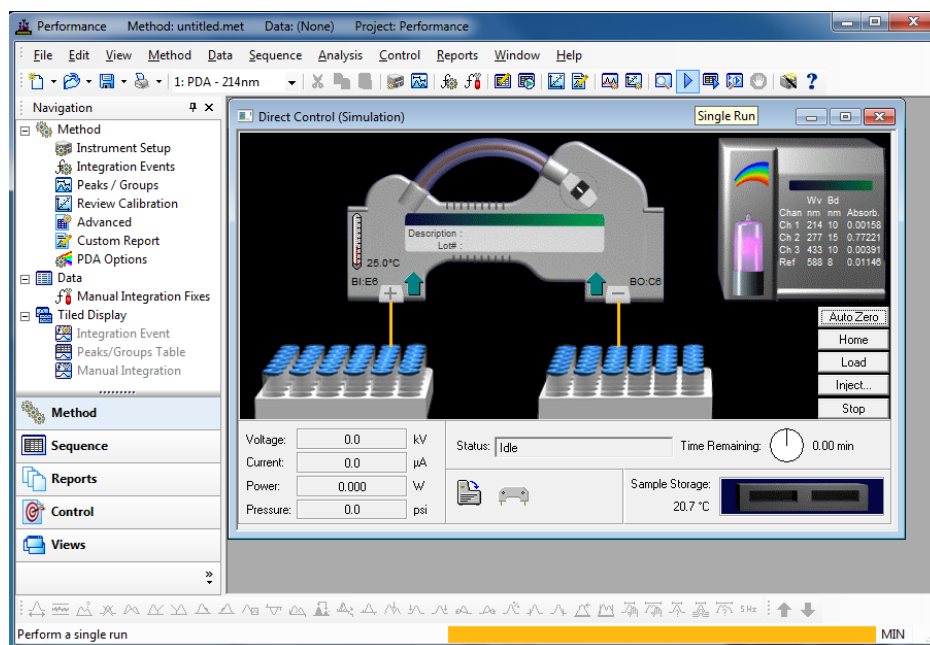 Performance Method: untitled.met Data: (None) Project: Performance
File Edit View Method Data Sequence Analysis Control Reports Window Help
1: PDA - 214nm
Navigation
Method
Instrument Setup
Integration Events
Peaks / Groups
Review Calibration
Advanced
Custom Report
PDA Options
Data
Manual Integration Fixes
Tiled Display
Integration Event
Peaks/Groups Table
Manual Integration
Method
Sequence
Reports
Control
Views
Direct Control (Simulation)
Single Run
Description :
Lot# :
25.0°C
BI:E6
BO:C6
Wv Bd
Chan nm nm Absorb.
Ch 1 214 10 0.00158
Ch 2 277 15 0.77221
Ch 3 433 10 0.00391
Ref 588 8 0.01146
Auto Zero
Home
Load
Inject...
Stop
Voltage: 0.0 kV
Current: 0.0 µA
Power: 0.000 W
Pressure: 0.0 psi
Status: Idle
Time Remaining: 0.00 min
Sample Storage:
20.7 °C
5 Hz
Perform a single run
MIN